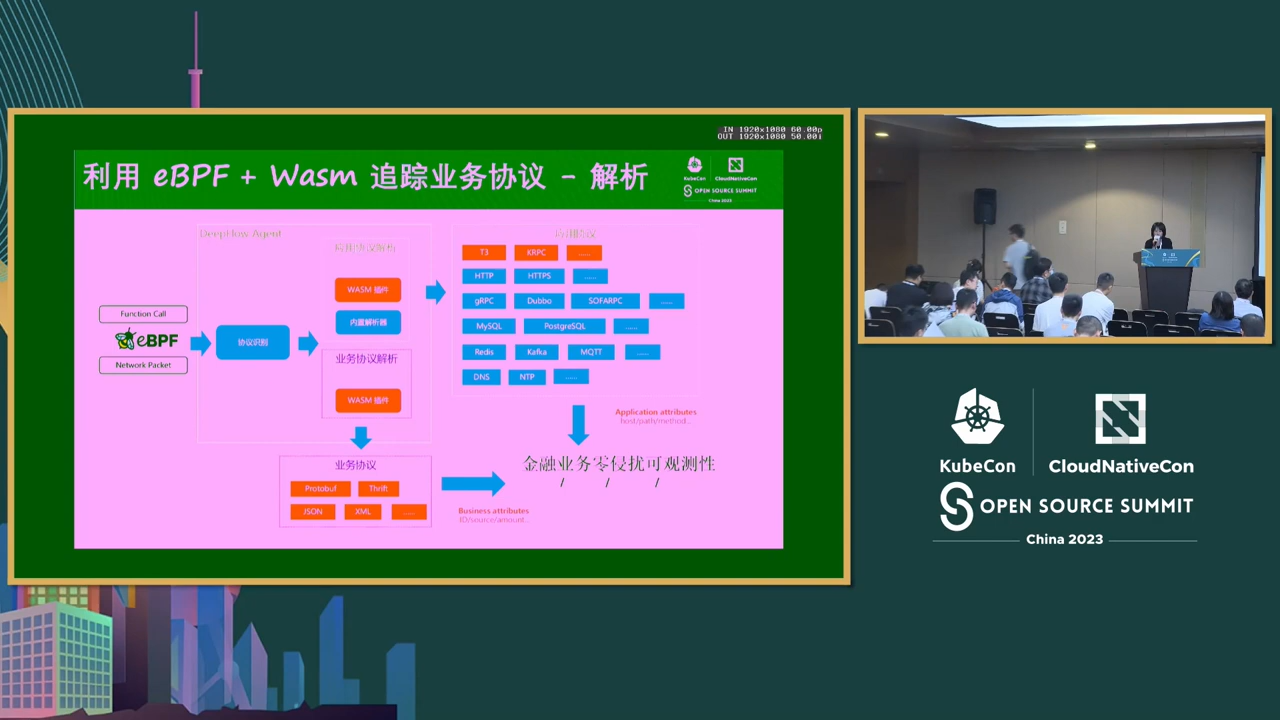 IN 1920x1080 60.00p
OUT 1920x1080 50.00i
利用 eBPF + Wasm 追踪业务协议 - 解析
KubeCon
CloudNativeCon
OPEN SOURCE SUMMIT
China 2023
DeepFlow Agent
应用协议解析
应用协议
T3
KRPC
......
WASM 插件
HTTP
HTTPS
......
gRPC
Dubbo
SOFARPC
......
Function Call
内置解析器
MySQL
PostgreSQL
......
eBPF
协议识别
业务协议解析
Redis
Kafka
MQTT
......
Network Packet
DNS
NTP
......
WASM 插件
Application attributes
host/path/method...
业务协议
金融业务零侵扰可观测性
/ / /
Protobuf
Thrift
JSON
XML
......
Business attributes
ID/source/amount...
KubeCon
CloudNativeCon
OPEN SOURCE SUMMIT
China 2023